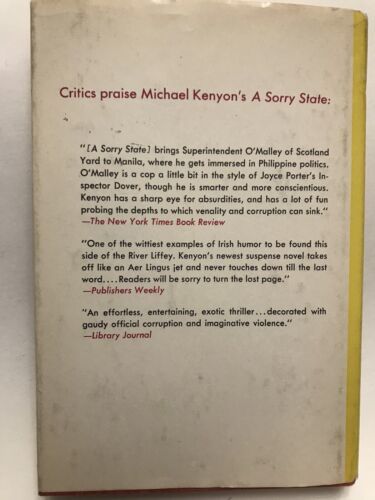 Critics praise Michael Kenyon's A Sorry State:
"[A Sorry State] brings Superintendent O'Malley of Scotland
Yard to Manila, where he gets immersed in Philippine politics.
O'Malley is a cop a little bit in the style of Joyce Porter's In-
spector Dover, though he is smarter and more conscientious.
Kenyon has a sharp eye for absurdities, and has a lot of fun
probing the depths to which venality and corruption can sink."
—The New York Times Book Review
"One of the wittiest examples of Irish humor to be found this
side of the River Liffey. Kenyon's newest suspense novel takes
off like an Aer Lingus jet and never touches down till the last
word....Readers will be sorry to turn the last page."
—Publishers Weekly
"An effortless, entertaining, exotic thriller...decorated with
gaudy official corruption and imaginative violence."
—Library Journal